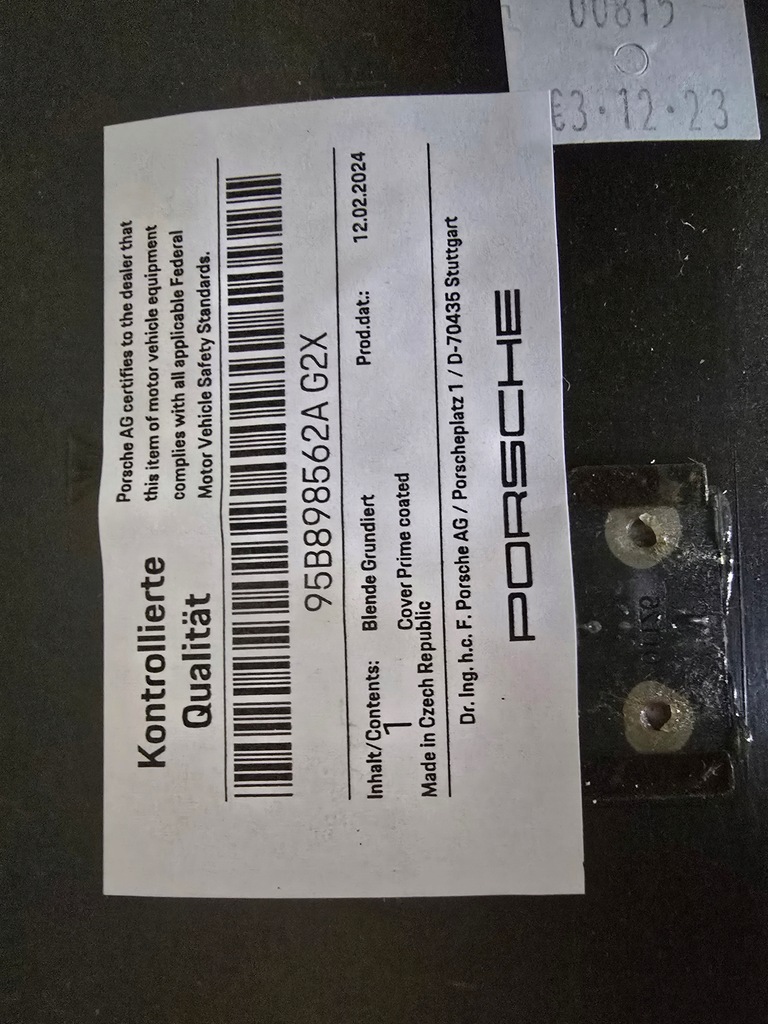 Kontrollierte
Qualität
Porsche AG certifies to the dealer that
this item of motor vehicle equipment
complies with all applicable Federal
Motor Vehicle Safety Standards.
95B898562A G2X
Inhalt/Contents: Blende Grundiert Prod.dat.: 12.02.2024
1 Cover Prime coated
Made in Czech Republic
Dr. Ing. h.c. F. Porsche AG / Porscheplatz 1 / D-70435 Stuttgart
PORSCHE
00815
3.12.23